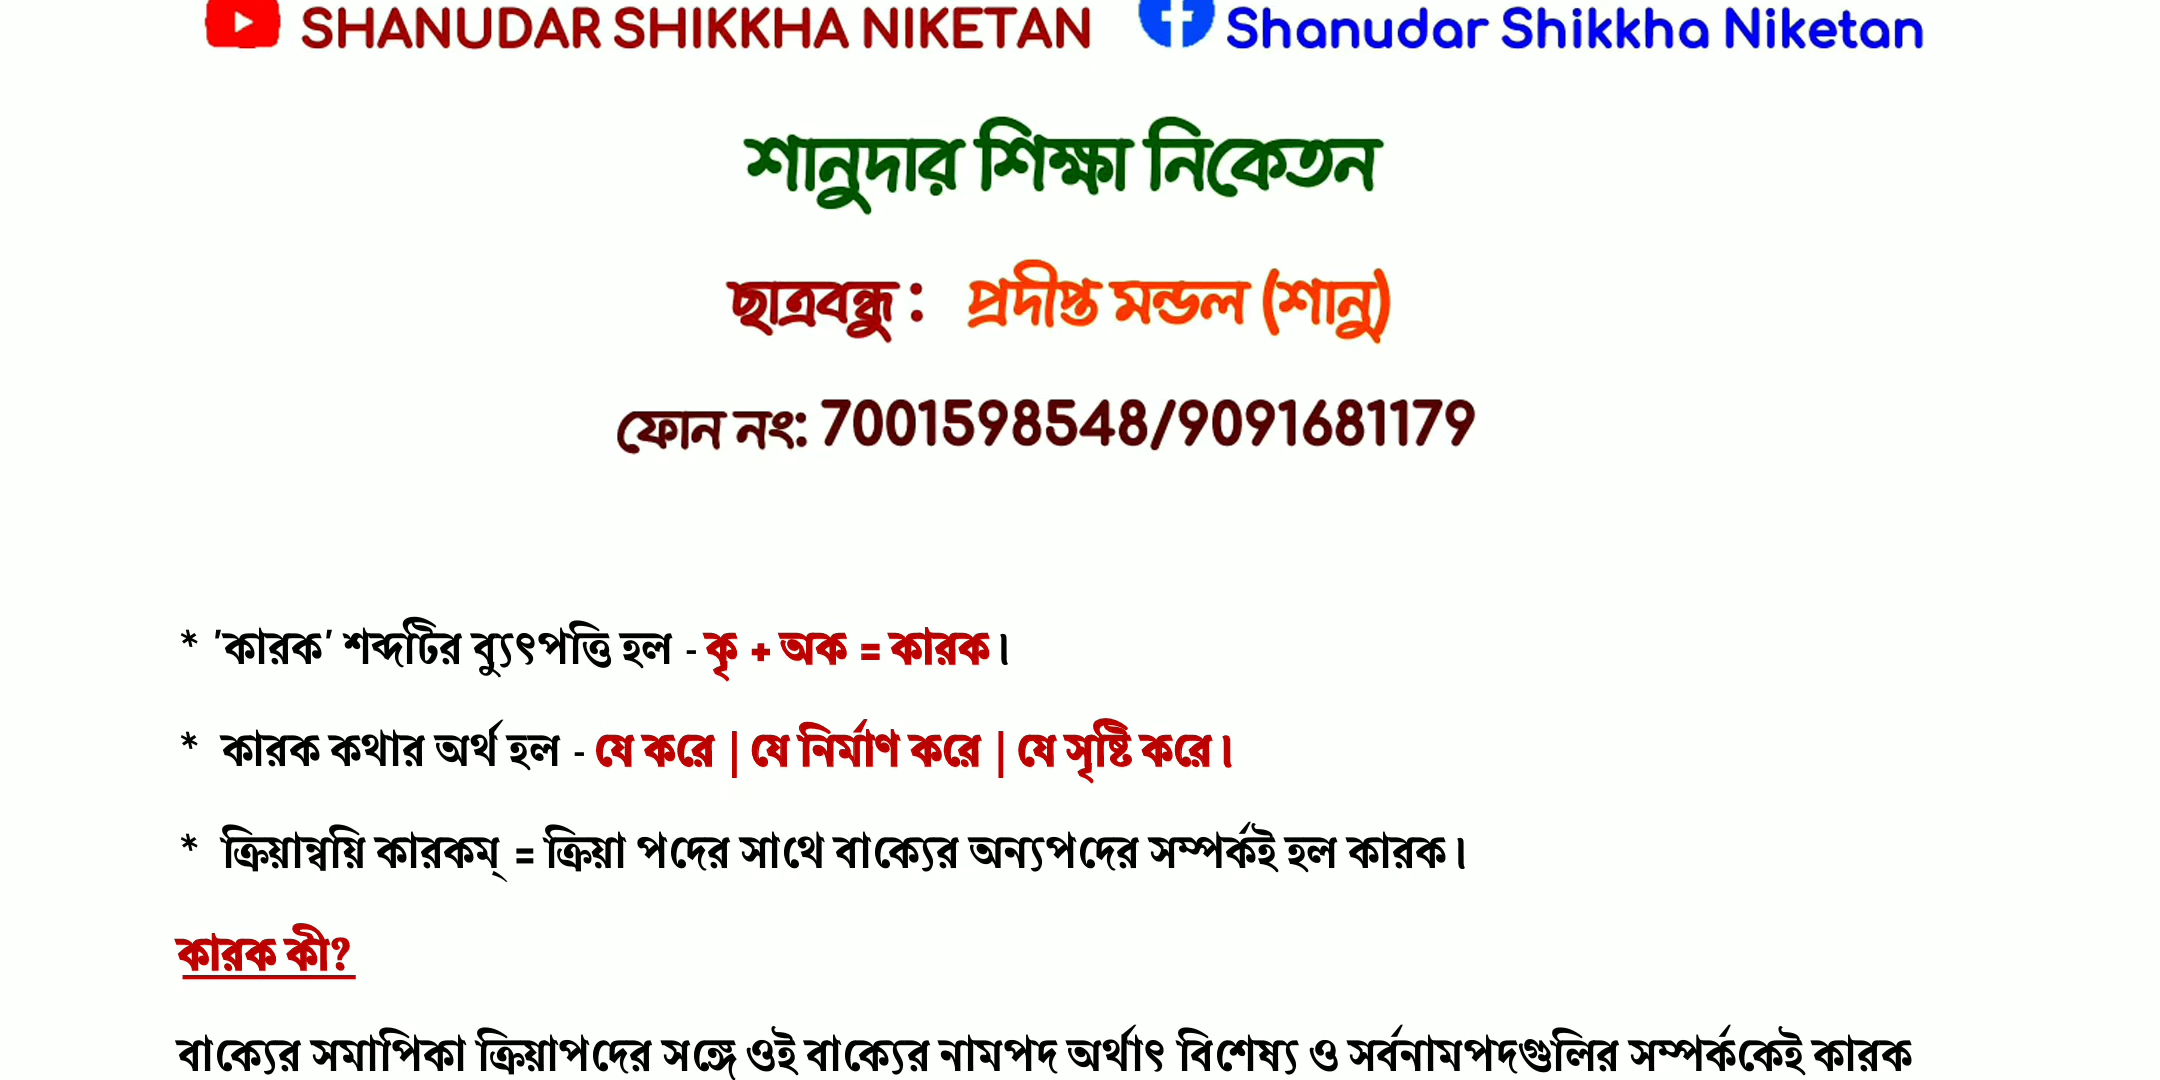 SHANUDAR SHIKKHA NIKETAN Shanudar Shikkha Niketan
শানুদার শিক্ষা নিকেতন
ছাত্রবন্ধু : প্রদীপ্ত মন্ডল (শানু)
ফোন নং: 7001598548/9091681179
* 'কারক' শব্দটির ব্যুৎপত্তি হল - কৃ + অক = কারক।
* কারক কথার অর্থ হল - যে করে | যে নির্মাণ করে | যে সৃষ্টি করে।
* ক্রিয়ান্বয়ি কারকম্ = ক্রিয়া পদের সাথে বাক্যের অন্যপদের সম্পর্কই হল কারক।
কারক কী?
বাক্যের সমাপিকা ক্রিয়াপদের সঙ্গে ওই বাক্যের নামপদ অর্থাৎ বিশেষ্য ও সর্বনামপদগুলির সম্পর্ককেই কারক